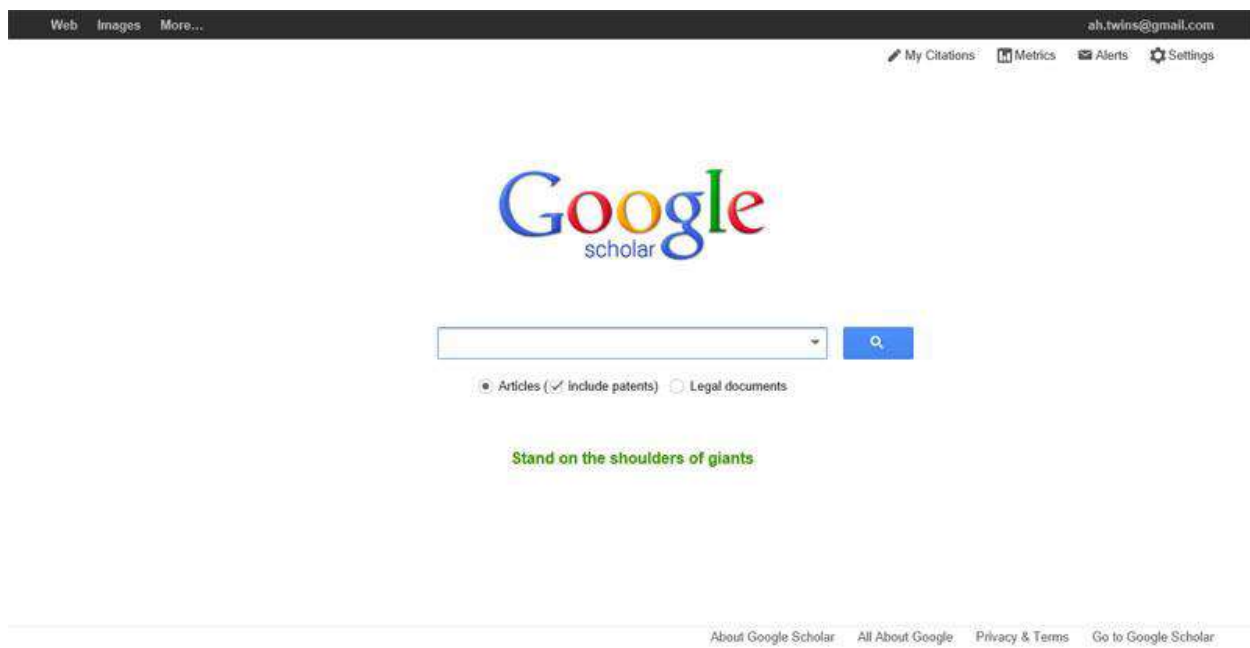 Web Images More... ah.twins@gmail.com
My Citations Metrics Alerts Settings
Google
scholar
Articles ( include patents) Legal documents
Stand on the shoulders of giants
About Google Scholar All About Google Privacy & Terms Go to Google Scholar